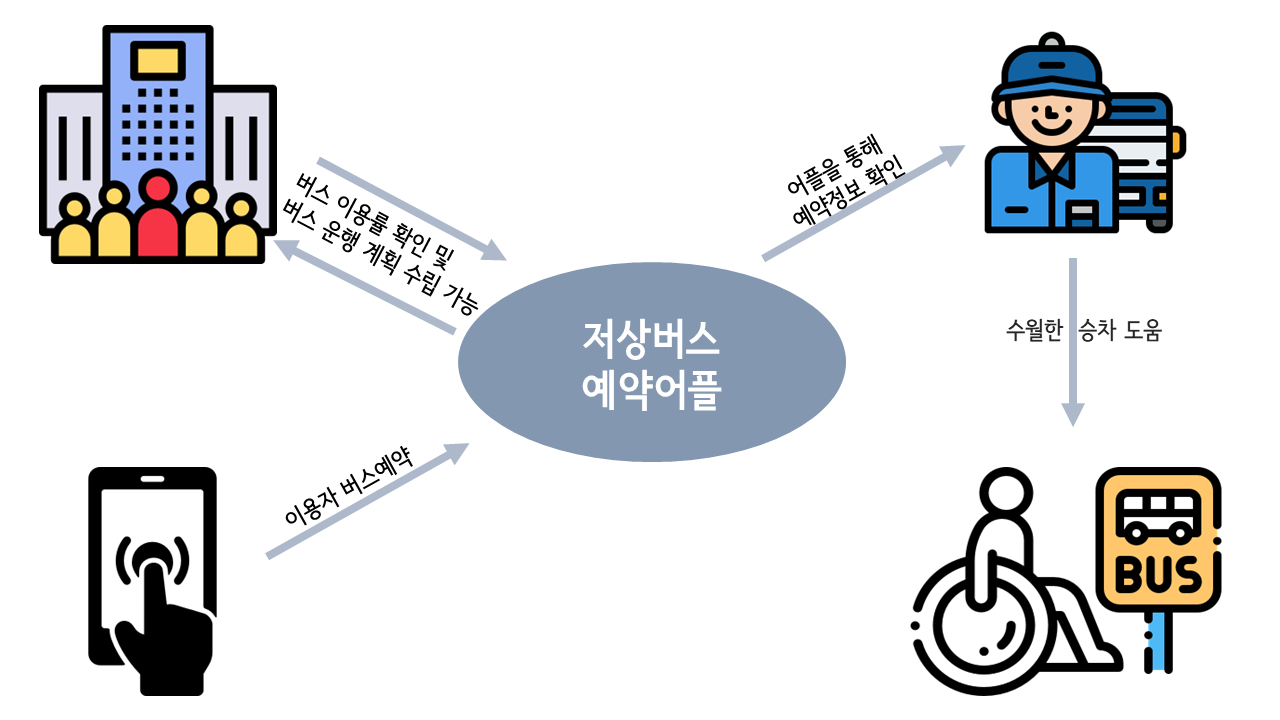 버스 이용률 확인 및
버스 운행 계획 수립 가능
어플을 통해
예약정보 확인
저상버스
예약어플
수월한 승차 도움
이용자 버스예약
BUS